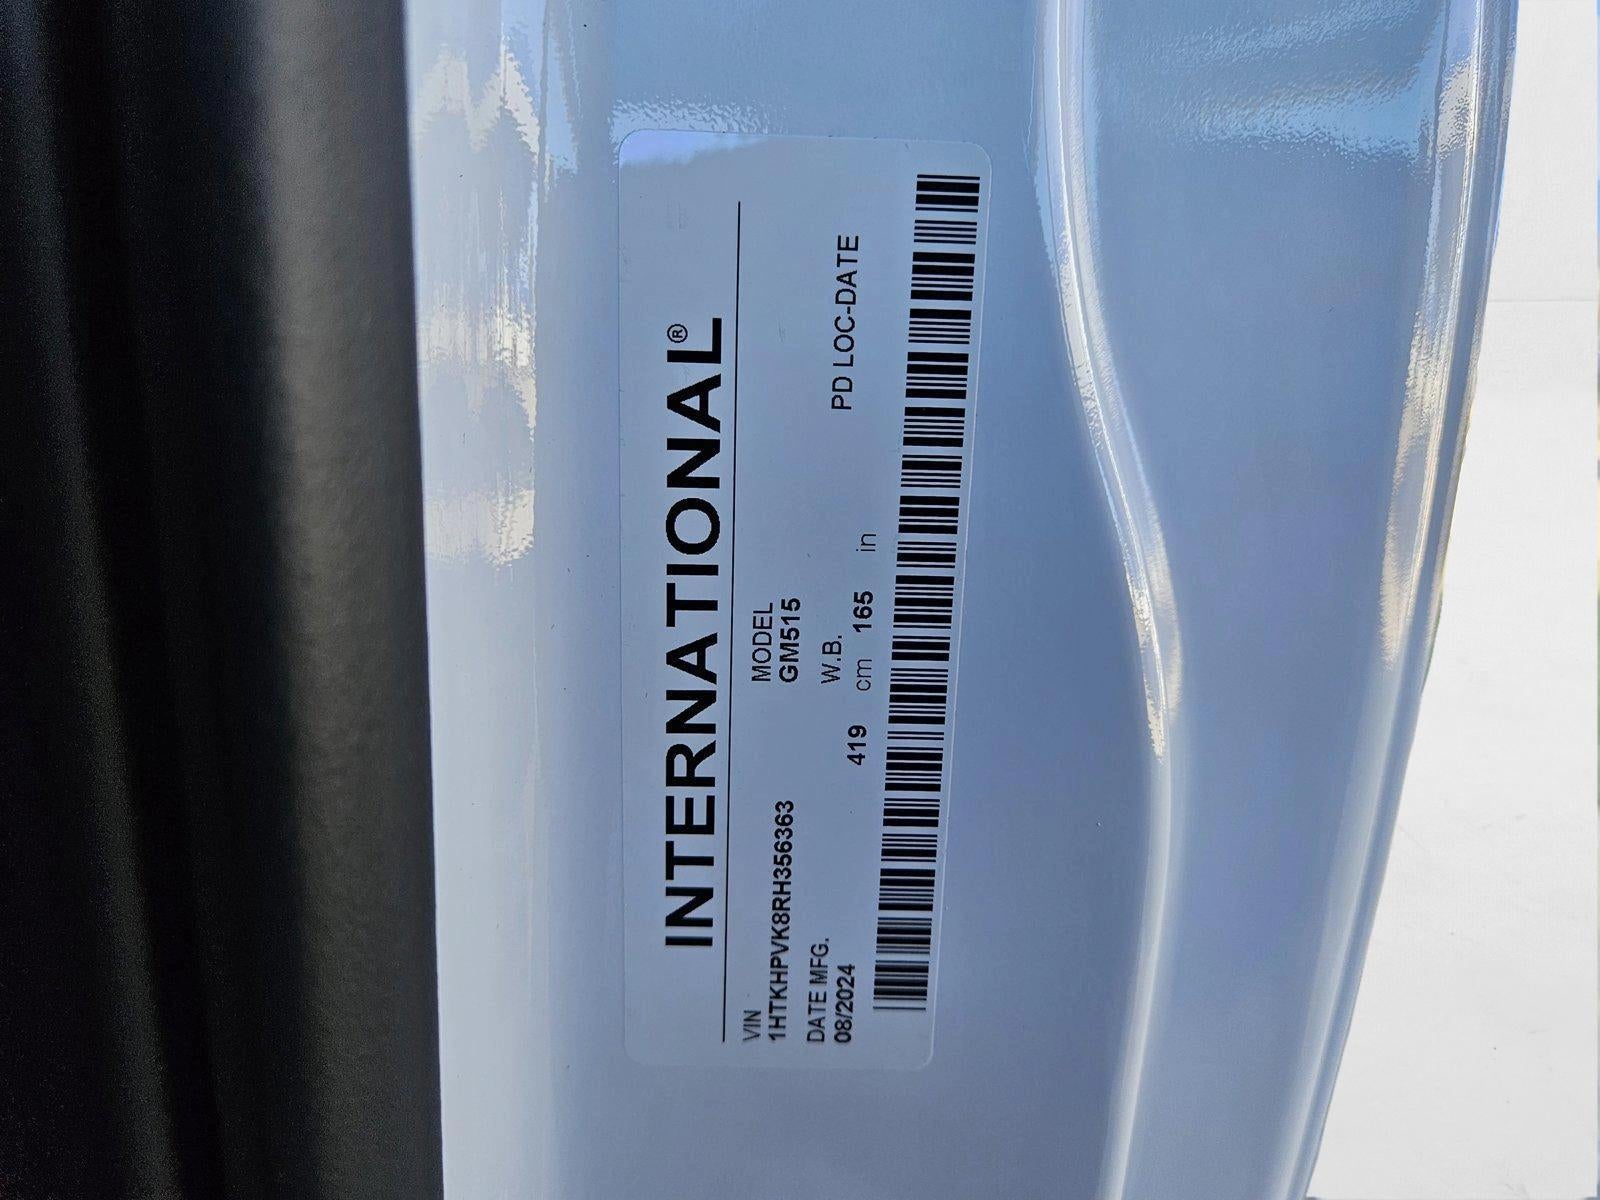 INTERNATIONAL®
VIN
1HTKHPVK8RH356363
MODEL
GM515
DATE MFG.
08/2024
W.B.
419 cm 165 in
PD LOC-DATE